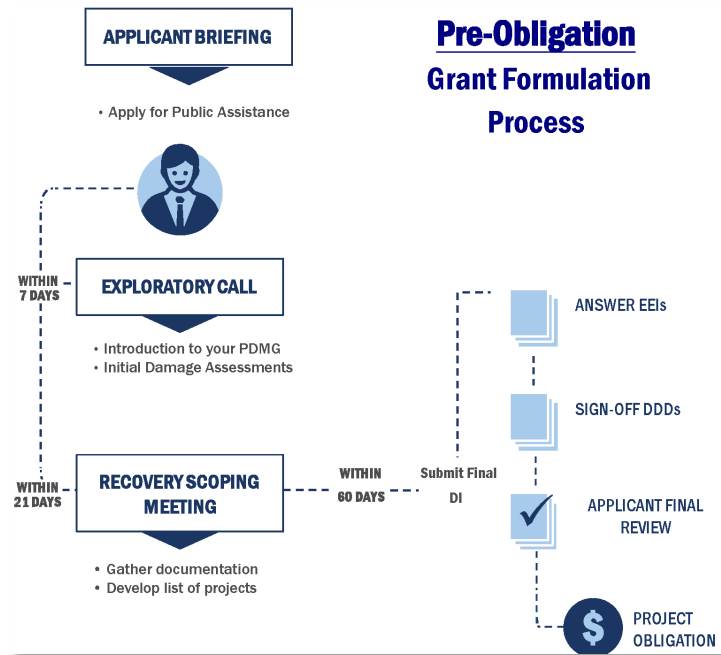 Pre-Obligation
Grant Formulation
Process
APPLICANT BRIEFING
• Apply for Public Assistance
WITHIN
7 DAYS
EXPLORATORY CALL
• Introduction to your PDMG
• Initial Damage Assessments
WITHIN
21 DAYS
RECOVERY SCOPING
MEETING
• Gather documentation
• Develop list of projects
WITHIN
60 DAYS
Submit Final
DI
ANSWER EEIs
SIGN-OFF DDDs
APPLICANT FINAL
REVIEW
$
PROJECT
OBLIGATION